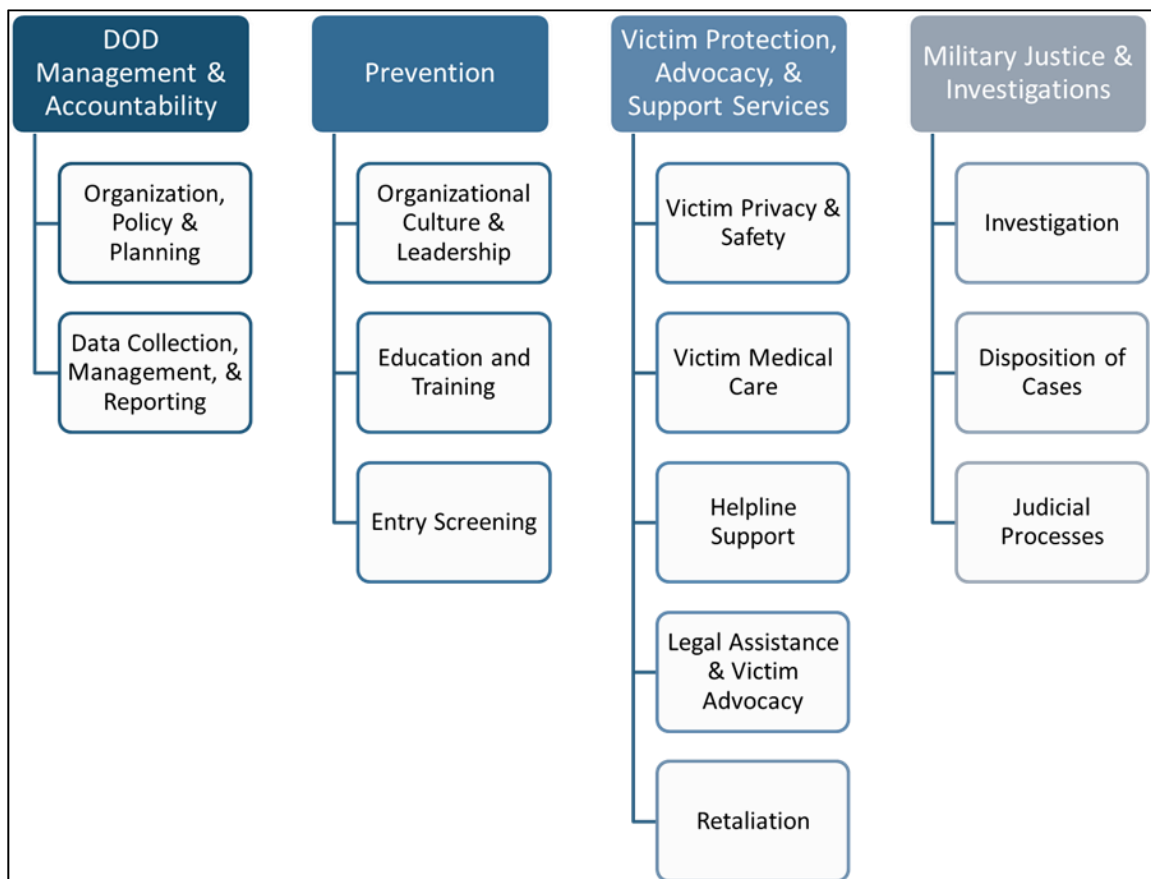 DOD
Management &
Accountability
Organization,
Policy &
Planning
Data Collection,
Management, &
Reporting
Prevention
Organizational
Culture &
Leadership
Education and
Training
Entry Screening
Victim Protection,
Advocacy, &
Support Services
Victim Privacy &
Safety
Victim Medical
Care
Helpline
Support
Legal Assistance
& Victim
Advocacy
Retaliation
Military Justice &
Investigations
Investigation
Disposition of
Cases
Judicial
Processes